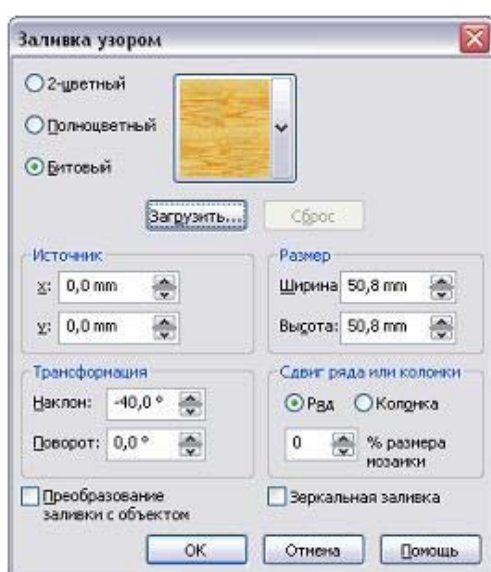 Заливка узором
2-цветный
Полноцветный
Битовый
Загрузить...
Сброс
Источник
Размер
x: 0,0 mm
Ширина 50,8 mm
y: 0,0 mm
Высота: 50,8 mm
Трансформация
Сдвиг ряда или колонки
Наклон: -40,0 °
Ряд
Колонка
Поворот: 0,0 °
0
% размера
мозаики
Преобразование
заливки с объектом
Зеркальная заливка
OK
Отмена
Помощь